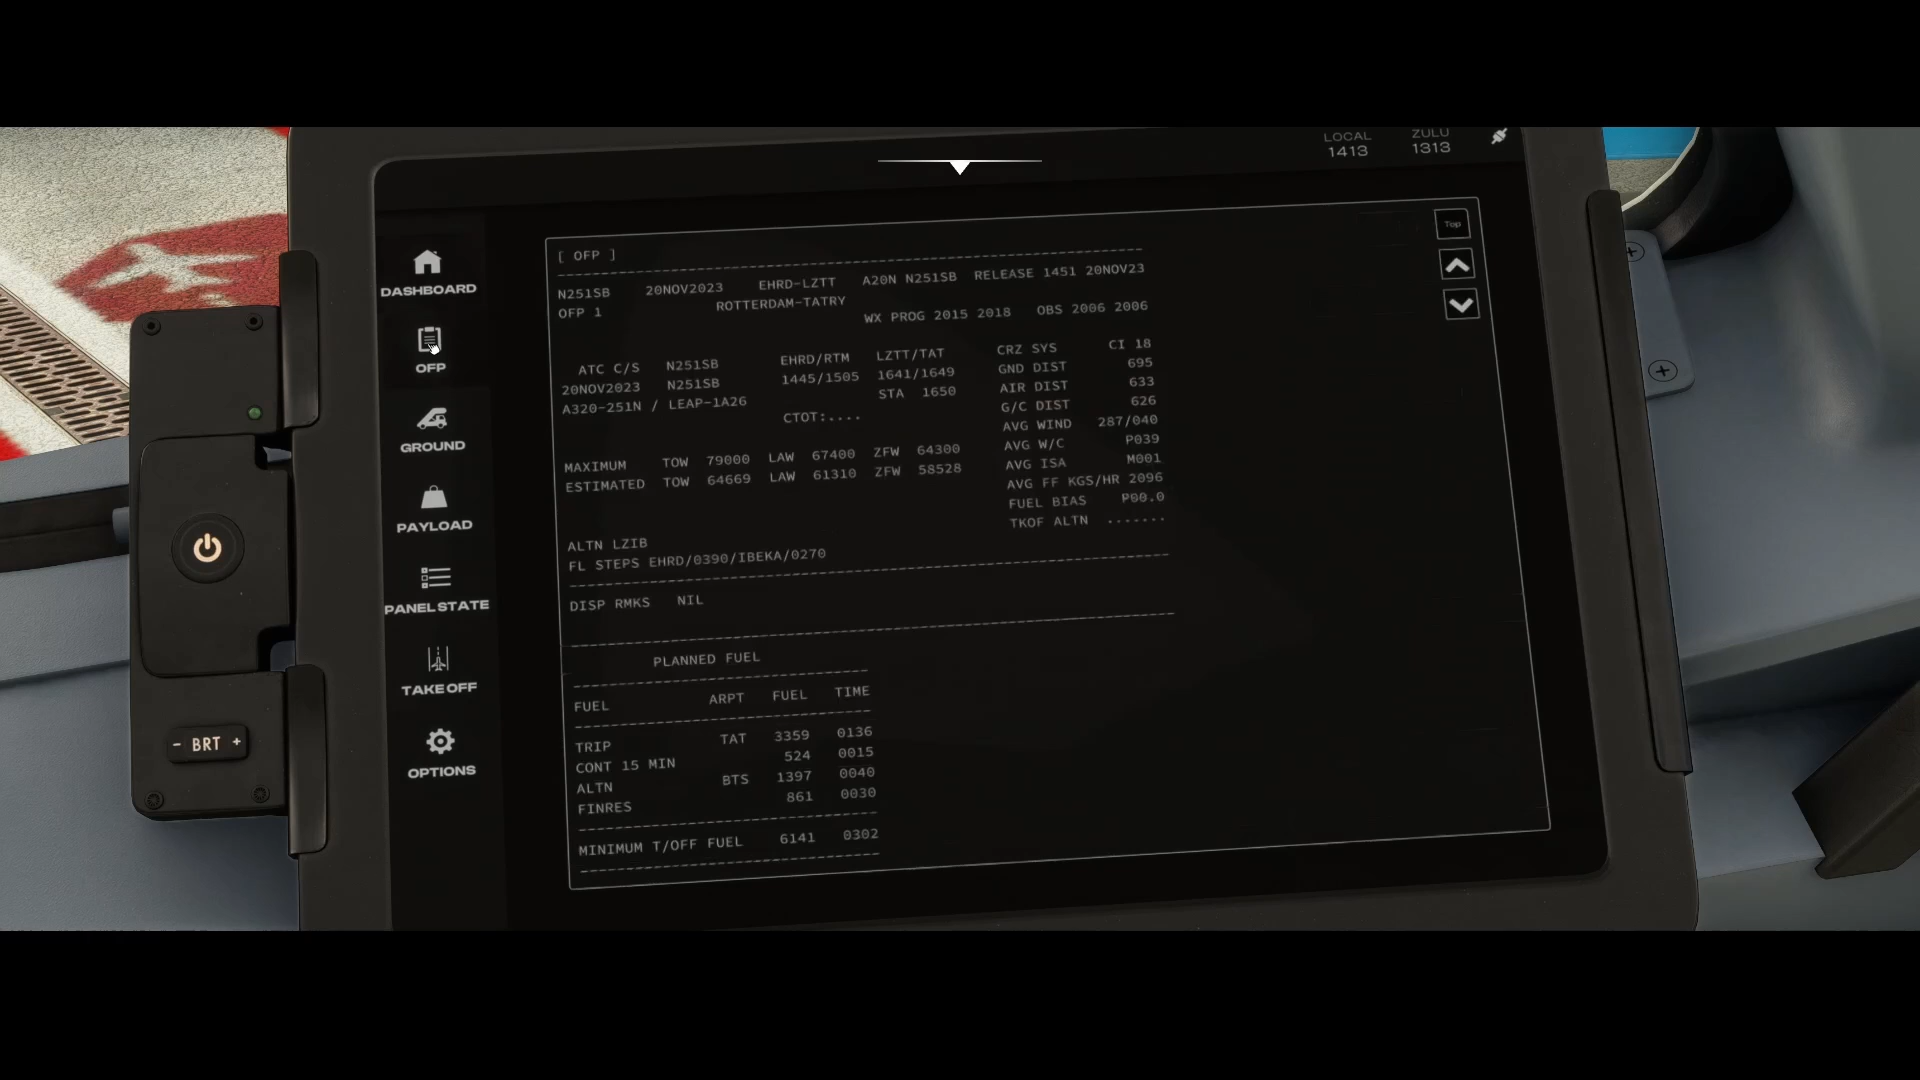 LOCAL ZULU
1413 1313
Top
DASHBOARD
OFP
GROUND
PAYLOAD
PANEL STATE
TAKE OFF
OPTIONS
- BRT +
[ OFP ]
N251SB 20NOV2023 EHRD-LZTT A20N N251SB RELEASE 1451 20NOV23
OFP 1 ROTTERDAM-TATRY
WX PROG 2015 2018 OBS 2006 2006
ATC C/S N251SB EHRD/RTM LZTT/TAT CRZ SYS CI 18
20NOV2023 N251SB 1445/1505 1641/1649 GND DIST 695
A320-251N / LEAP-1A26 STA 1650 AIR DIST 633
CTOT:.... G/C DIST 626
AVG WIND 287/040
MAXIMUM TOW 79000 LAW 67400 ZFW 64300 AVG W/C P039
ESTIMATED TOW 64669 LAW 61310 ZFW 58528 AVG ISA M001
AVG FF KGS/HR 2096
FUEL BIAS P00.0
ALTN LZIB TKOF ALTN .......
FL STEPS EHRD/0390/IBEKA/0270
DISP RMKS NIL
PLANNED FUEL
FUEL ARPT FUEL TIME
TRIP TAT 3359 0136
CONT 15 MIN 524 0015
ALTN BTS 1397 0040
FINRES 861 0030
MINIMUM T/OFF FUEL 6141 0302